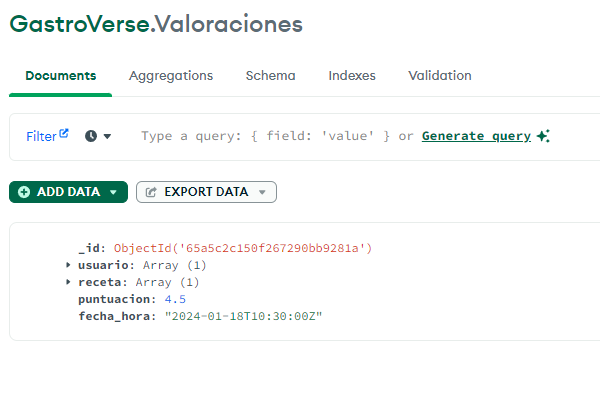 GastroVerse.Valoraciones
Documents Aggregations Schema Indexes Validation
Filter Type a query: { field: 'value' } or Generate query
ADD DATA EXPORT DATA
_id: ObjectId('65a5c2c150f267290bb9281a')
usuario: Array (1)
receta: Array (1)
puntuacion: 4.5
fecha_hora: "2024-01-18T10:30:00Z"